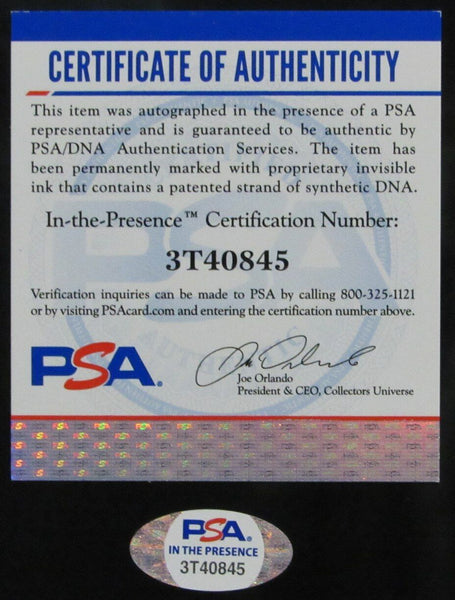 CERTIFICATE OF AUTHENTICITY
This item was autographed in the presence of a PSA
representative and is guaranteed to be authentic by
PSA/DNA Authentication Services. The item has
been permanently marked with proprietary invisible
ink that contains a patented strand of synthetic DNA.
In-the-Presence™ Certification Number:
3T40845
Verification inquiries can be made to PSA by calling 800-325-1121
or by visiting PSAcard.com and entering the certification number above.
PSA.
Joe Orlando
President & CEO, Collectors Universe
PSA.
IN THE PRESENCE
3T40845